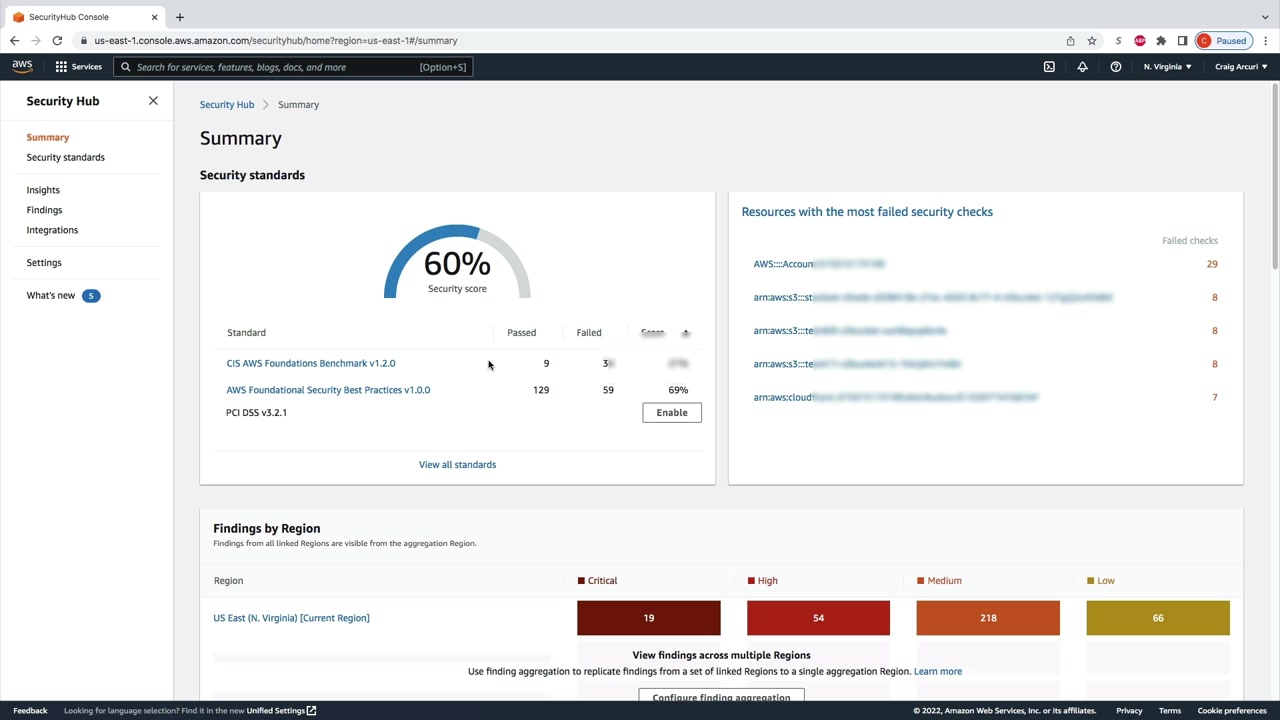 SecurityHub Console
us-east-1.console.aws.amazon.com/securityhub/home?region=us-east-1#/summary
S
ABP
C Paused
aws
Services
Search for services, features, blogs, docs, and more [Option+S]
N. Virginia
Craig Arcuri
Security Hub
Summary
Security standards
Insights
Findings
Integrations
Settings
What's new 5
Security Hub > Summary
Summary
Security standards
60%
Security score
Standard Passed Failed
CIS AWS Foundations Benchmark v1.2.0 9
AWS Foundational Security Best Practices v1.0.0 129 59 69%
PCI DSS v3.2.1 Enable
View all standards
Resources with the most failed security checks
Failed checks
AWS::::Accoun 29
arn:aws:s3:::st 8
arn:aws:s3:::te 8
arn:aws:s3:::te 8
arn:aws:cloud 7
Findings by Region
Findings from all linked Regions are visible from the aggregation Region.
Region Critical High Medium Low
US East (N. Virginia) [Current Region] 19 54 218 66
View findings across multiple Regions
Use finding aggregation to replicate findings from a set of linked Regions to a single aggregation Region. Learn more
Configure finding aggregation
Feedback Looking for language selection? Find it in the new Unified Settings © 2022, Amazon Web Services, Inc. or its affiliates. Privacy Terms Cookie preferences